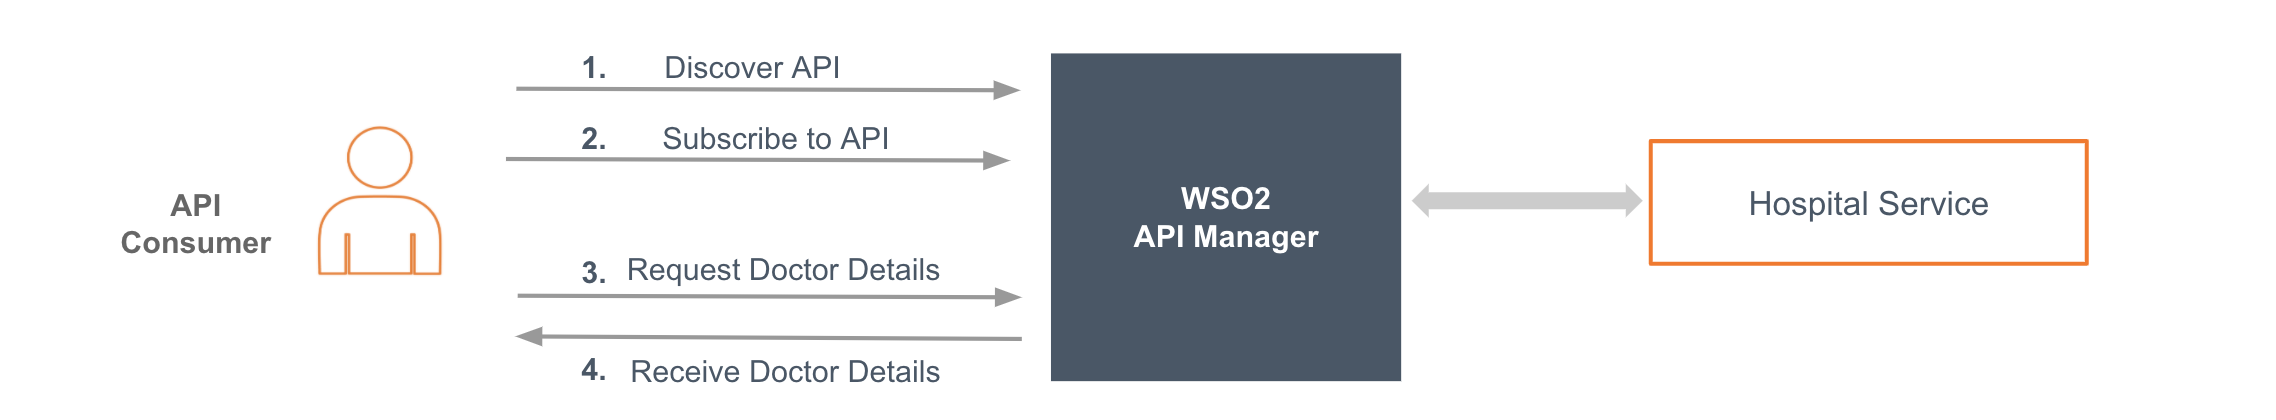 1. Discover API
2. Subscribe to API
API
Consumer
3. Request Doctor Details
4. Receive Doctor Details
WSO2
API Manager
Hospital Service